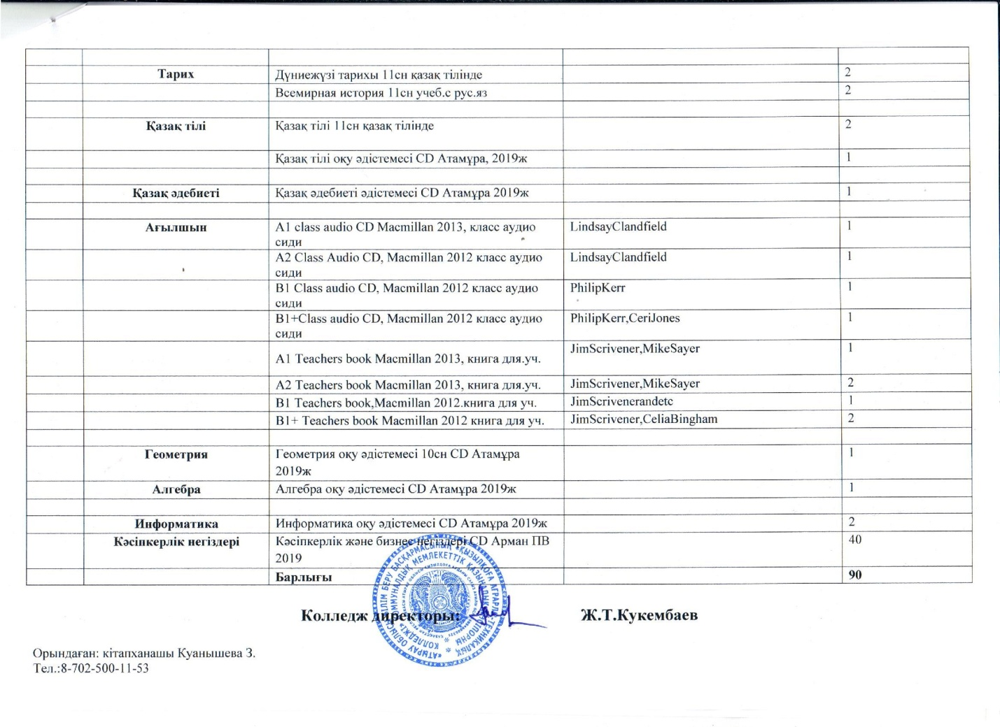 Тарих Дүниежүзі тарихы 11сн қазақ тілінде 2
Всемирная история 11сн учеб.с рус.яз 2
Қазақ тілі Қазақ тілі 11сн қазақ тілінде 2
Қазақ тілі оқу әдістемесі CD Атамұра, 2019ж 1
Қазақ әдебиеті Қазақ әдебиеті әдістемесі CD Атамұра 2019ж 1
Ағылшын A1 class audio CD Macmillan 2013, класс аудио LindsayClandfield 1
сиди
A2 Class Audio CD, Macmillan 2012 класс аудио LindsayClandfield 1
сиди
B1 Class audio CD, Macmillan 2012 класс аудио PhilipKerr 1
сиди
B1+Class audio CD, Macmillan 2012 класс аудио PhilipKerr,CeriJones 1
сиди
A1 Teachers book Macmillan 2013, книга для.уч. JimScrivener,MikeSayer 1
A2 Teachers book Macmillan 2013, книга для.уч. JimScrivener,MikeSayer 2
B1 Teachers book,Macmillan 2012.книга для уч. JimScrivenerandetc 1
B1+ Teachers book Macmillan 2012 книга для уч. JimScrivener,CeliaBingham 2
Геометрия Геометрия оқу әдістемесі 10сн CD Атамұра 1
2019ж
Алгебра Алгебра оқу әдістемесі CD Атамұра 2019ж 1
Информатика Информатика оқу әдістемесі CD Атамұра 2019ж 2
Кәсіпкерлік негіздері Кәсіпкерлік және бизнес негіздері CD Арман ПВ 40
2019
Барлығы 90
Колледж директоры: Ж.Т.Кукембаев
Орындаған: кітапханашы Куанышева З.
Тел.:8-702-500-11-53